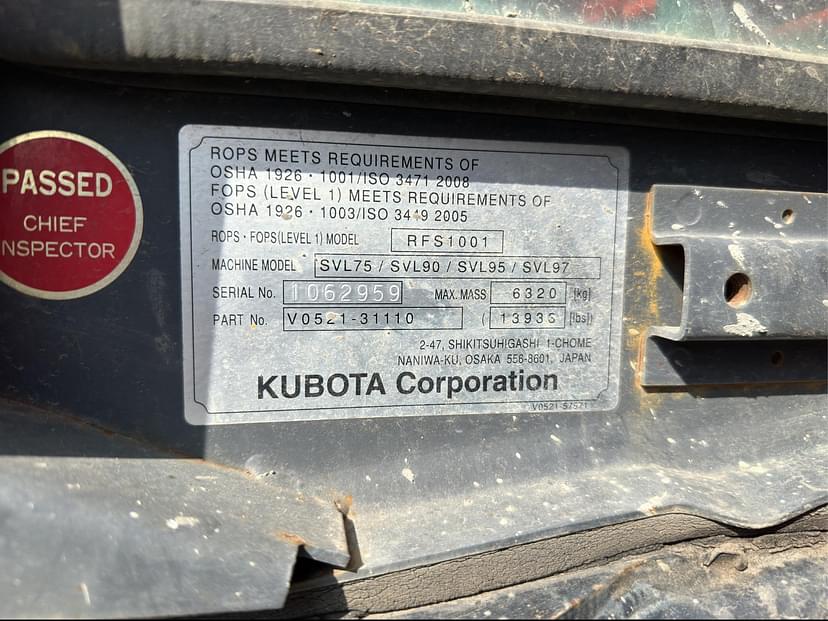 PASSED
CHIEF
INSPECTOR
ROPS MEETS REQUIREMENTS OF
OSHA 1926・1001/ISO 3471 2008
FOPS (LEVEL 1) MEETS REQUIREMENTS OF
OSHA 1926・1003/ISO 3449 2005
ROPS・FOPS(LEVEL 1) MODEL RFS1001
MACHINE MODEL SVL75 / SVL90 / SVL95 / SVL97
SERIAL No. 1062959 MAX. MASS 6320 [kg]
PART No. V0521-31110 ( 13933 [lbs])
2-47, SHIKITSUHIGASHI 1-CHOME
NANIWA-KU, OSAKA 556-8601, JAPAN
KUBOTA Corporation
V0521-57521